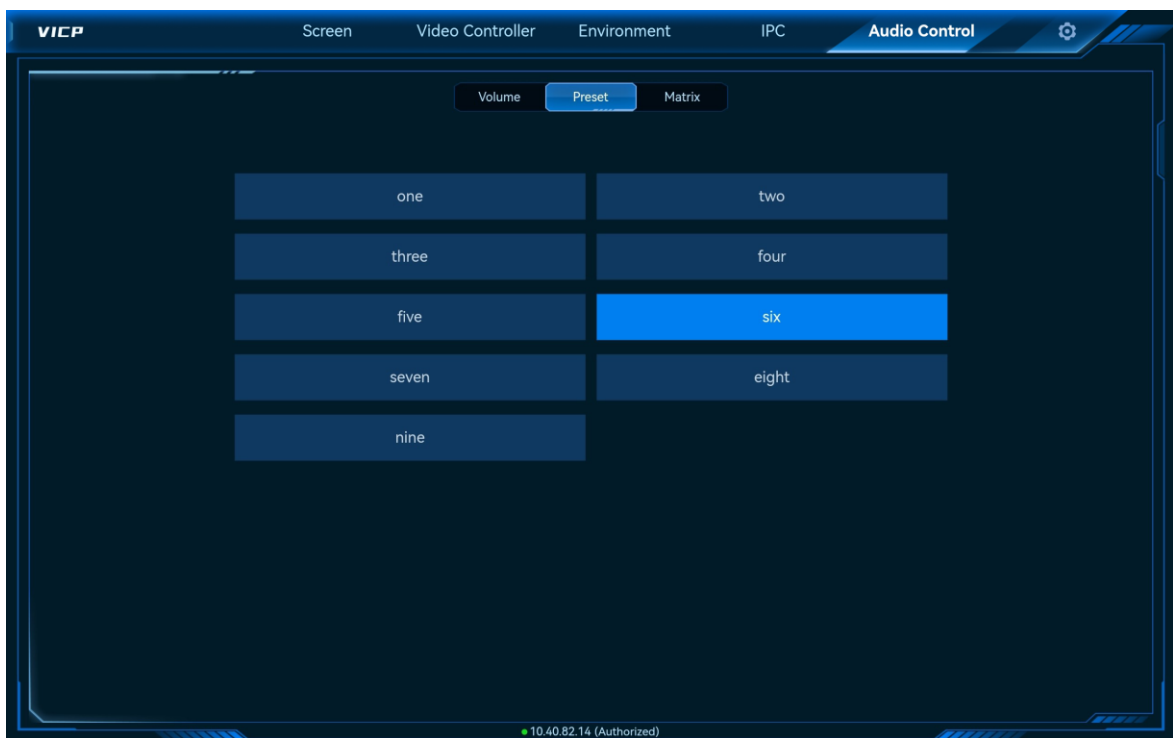 VICP Screen Video Controller Environment IPC Audio Control
Volume Preset Matrix
one two
three four
five six
seven eight
nine
10.40.82.14 (Authorized)